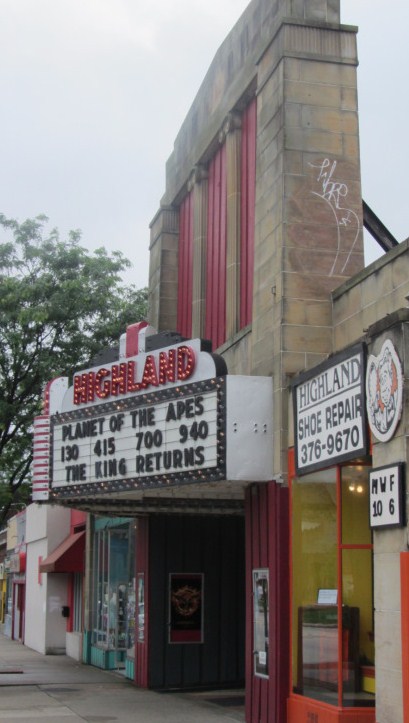 HIGHLAND
PLANET OF THE APES
130 415 700 940
THE KING RETURNS
HIGHLAND
SHOE REPAIR
376-9670
MWF
10 6